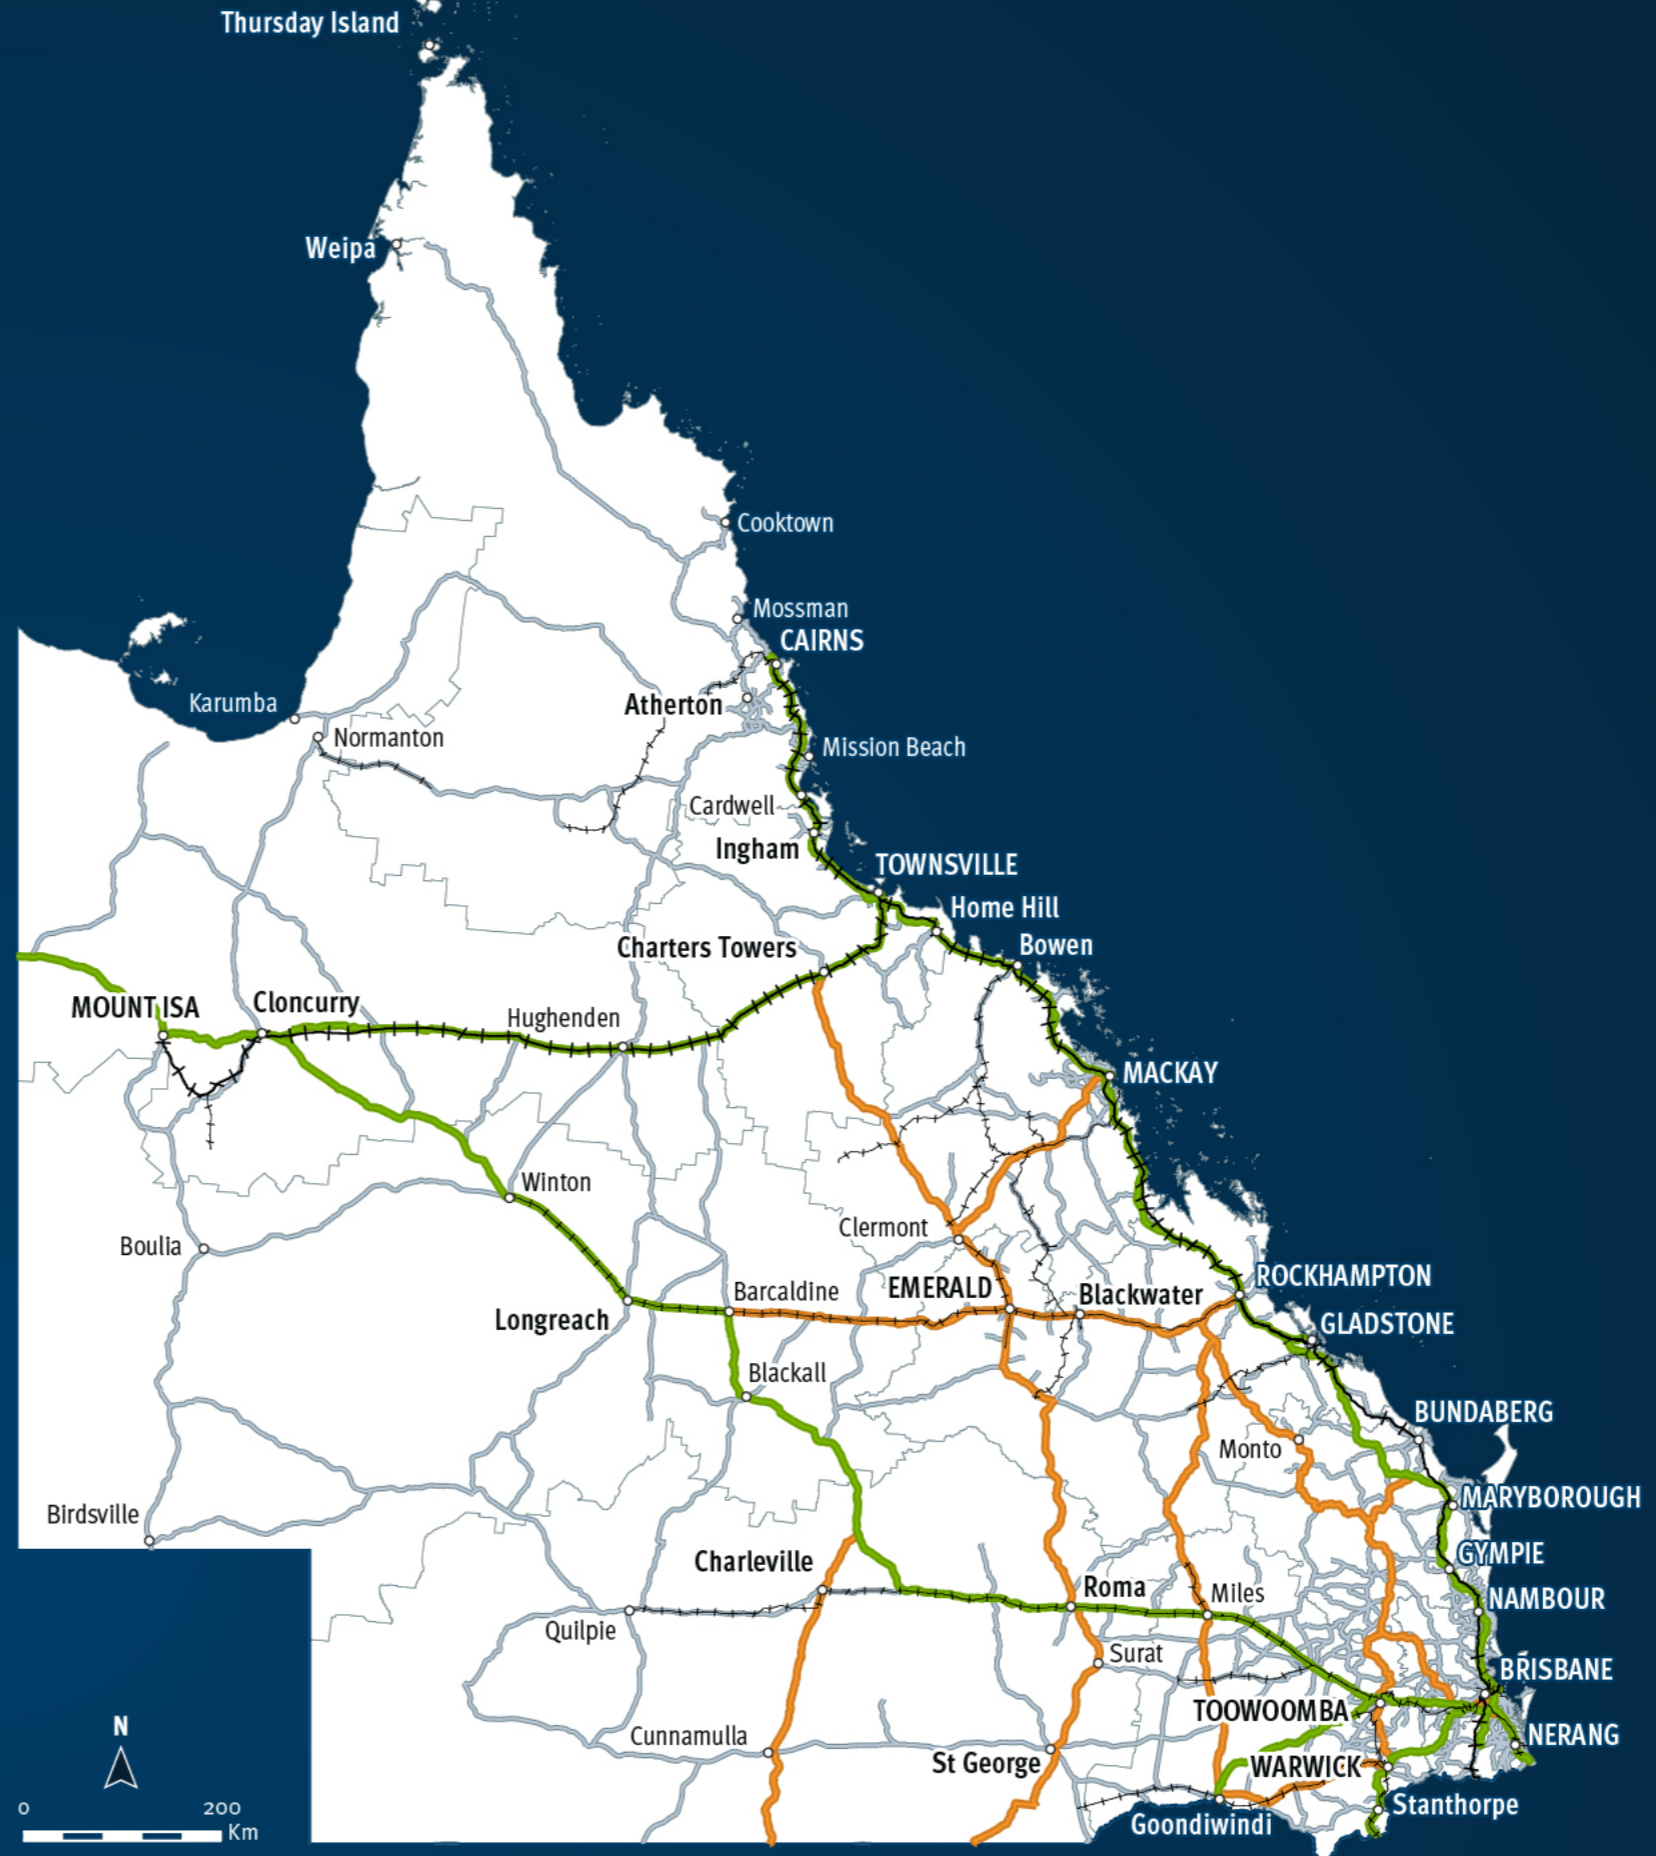 Thursday Island
Weipa
Cooktown
Mossman
CAIRNS
Karumba
Atherton
Normanton
Mission Beach
Cardwell
Ingham
TOWNSVILLE
Home Hill
Charters Towers
Bowen
MOUNT ISA
Cloncurry
Hughenden
MACKAY
Winton
Clermont
Boulia
ROCKHAMPTON
EMERALD
Barcaldine
Blackwater
Longreach
GLADSTONE
Blackall
BUNDABERG
Monto
MARYBOROUGH
Birdsville
GYMPIE
Charleville
Roma
Miles
NAMBOUR
Quilpie
Surat
BRISBANE
TOOWOOMBA
N
Cunnamulla
NERANG
St George
WARWICK
Stanthorpe
0 200
Km
Goondiwindi